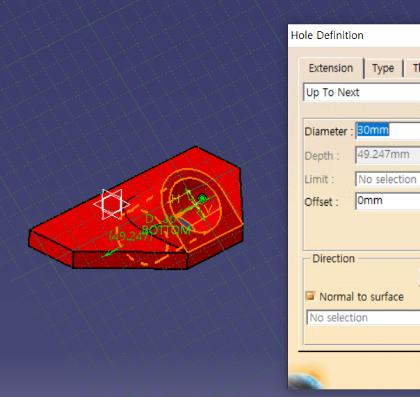 Hole Definition
Extension
Type
Up To Next
Diameter :
30mm
Depth :
49.247mm
Limit :
No selection
Offset :
0mm
Direction
Normal to surface
No selection
H
(49.247)
BOTTOM